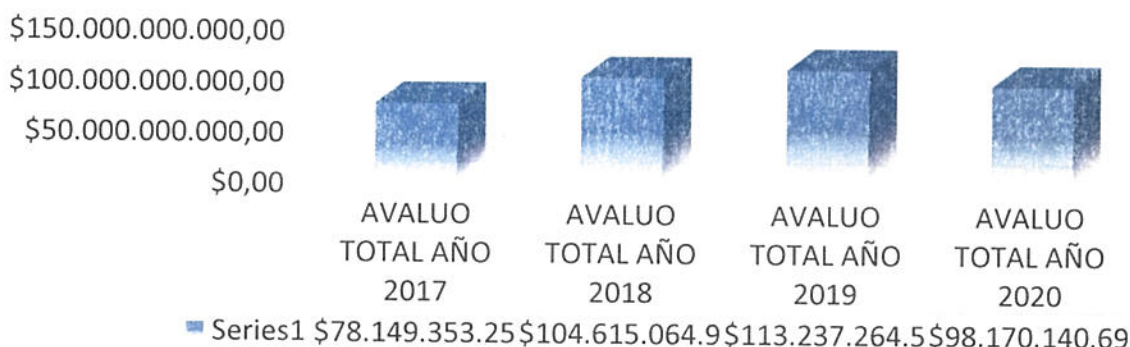 $150.000.000.000,00
$100.000.000.000,00
$50.000.000.000,00
$0,00
AVALUO TOTAL AÑO 2017
AVALUO TOTAL AÑO 2018
AVALUO TOTAL AÑO 2019
AVALUO TOTAL AÑO 2020
Series1 $78.149.353.25 $104.615.064.9 $113.237.264.5 $98.170.140.69